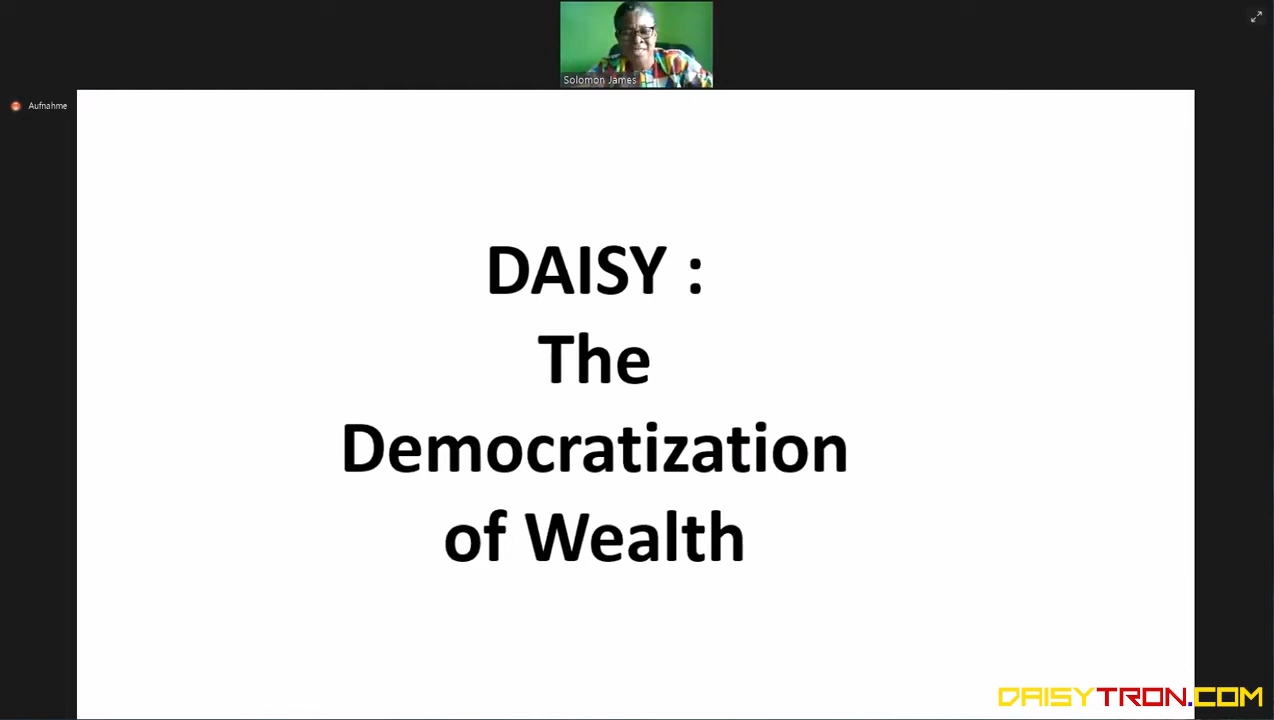 Solomon James
Aufnahme
DAISY :
The
Democratization
of Wealth
DAISYTRON.COM